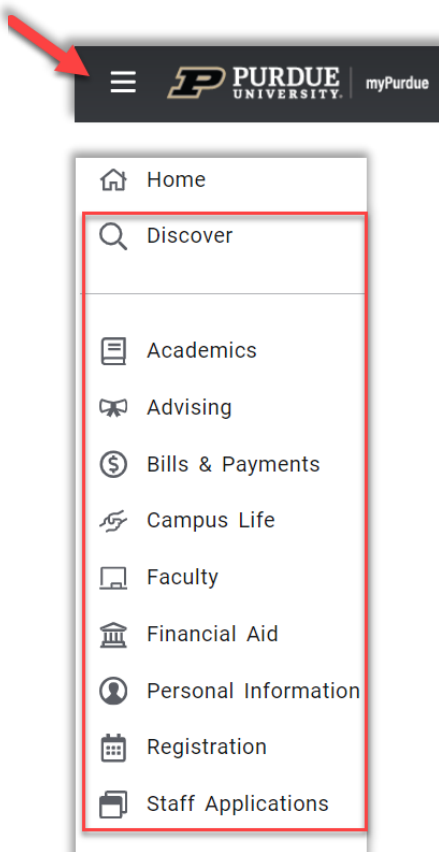 PURDUE
UNIVERSITY.
myPurdue
Home
Discover
Academics
Advising
Bills & Payments
Campus Life
Faculty
Financial Aid
Personal Information
Registration
Staff Applications